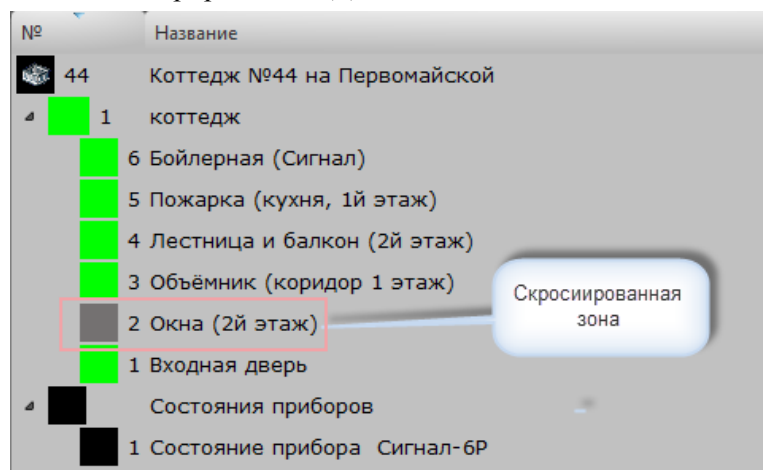 № Название
44 Коттедж №44 на Первомайской
1 коттедж
6 Бойлерная (Сигнал)
5 Пожарка (кухня, 1й этаж)
4 Лестница и балкон (2й этаж)
3 Объёмник (коридор 1 этаж)
Скросиированная
зона
2 Окна (2й этаж)
1 Входная дверь
Состояния приборов
1 Состояние прибора Сигнал-6Р